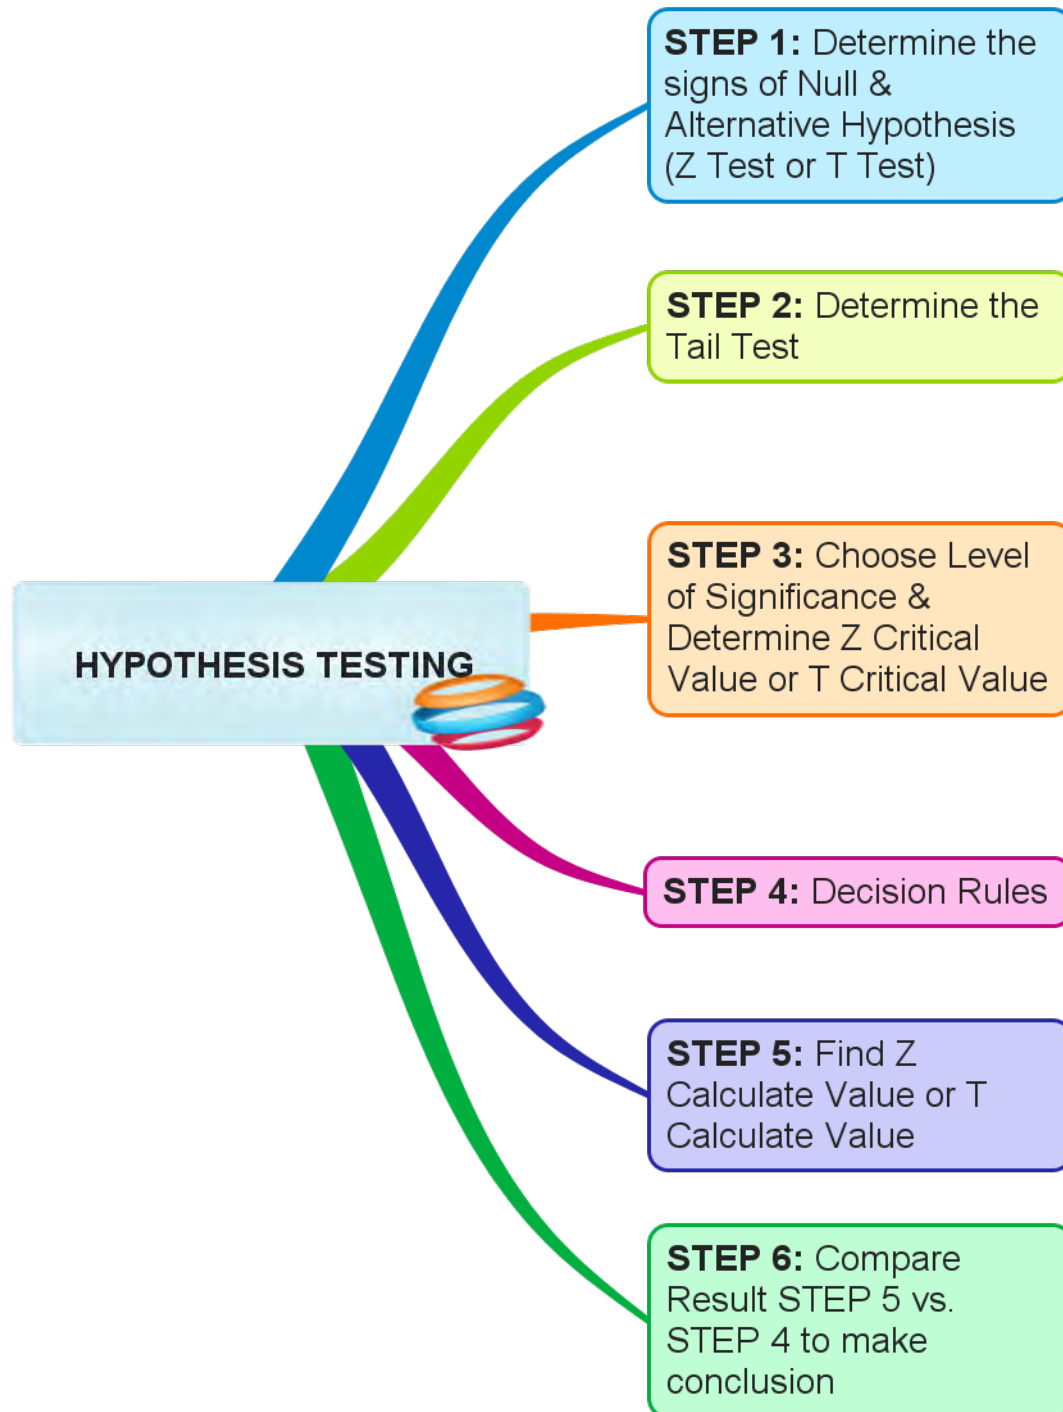 STEP 1: Determine the
signs of Null &
Alternative Hypothesis
(Z Test or T Test)
STEP 2: Determine the
Tail Test
STEP 3: Choose Level
of Significance &
Determine Z Critical
Value or T Critical Value
HYPOTHESIS TESTING
STEP 4: Decision Rules
STEP 5: Find Z
Calculate Value or T
Calculate Value
STEP 6: Compare
Result STEP 5 vs.
STEP 4 to make
conclusion